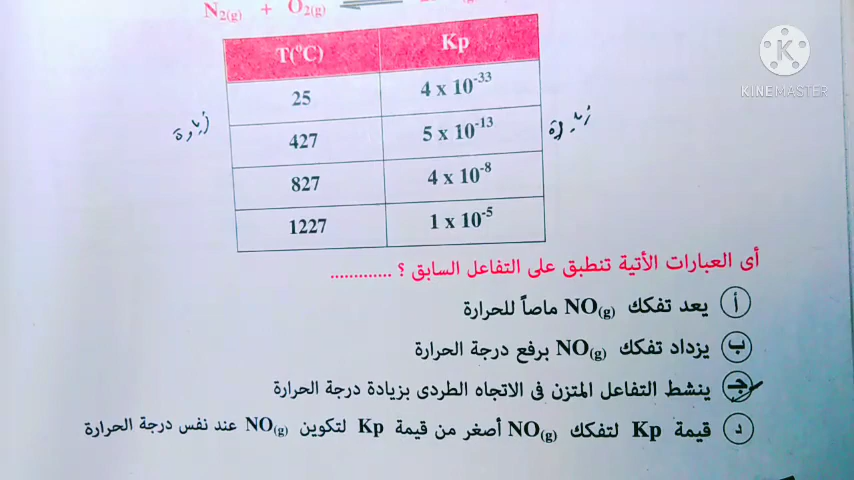 N₂(g) + O₂(g) ⇌
K
KINEMASTER
T(°C) Kp
25 4 x 10⁻³³
427 5 x 10⁻¹³
827 4 x 10⁻⁸
1227 1 x 10⁻⁵
زيادة
زيادة
أى العبارات الأتية تنطبق على التفاعل السابق ؟ .............
أ يعد تفكك NO(g) ماصاً للحرارة
ب يزداد تفكك NO(g) برفع درجة الحرارة
جـ ينشط التفاعل المتزن فى الاتجاه الطردى بزيادة درجة الحرارة
د قيمة Kp لتفكك NO(g) أصغر من قيمة Kp لتكوين NO(g) عند نفس درجة الحرارة